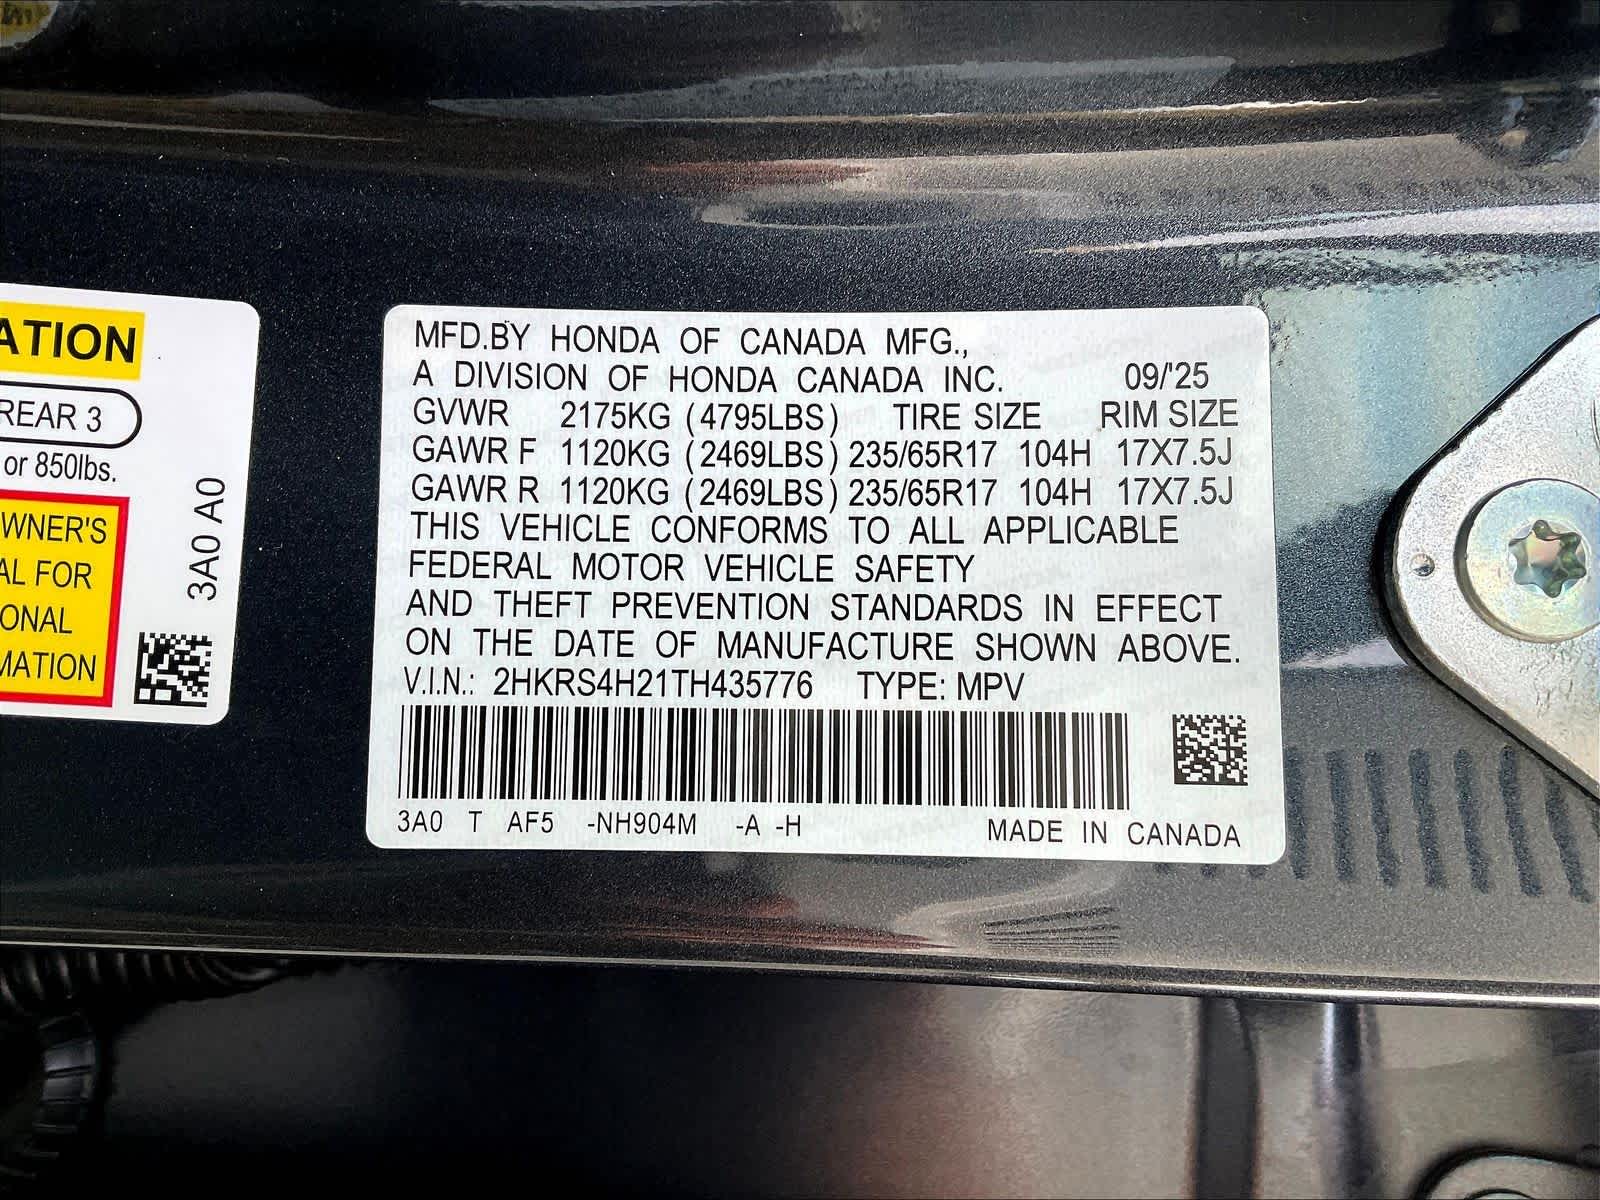 ATION
REAR 3
or 850lbs.
WNER'S
AL FOR
ONAL
MATION
3A0 A0
MFD.BY HONDA OF CANADA MFG.,
A DIVISION OF HONDA CANADA INC. 09/'25
GVWR 2175KG (4795LBS) TIRE SIZE RIM SIZE
GAWR F 1120KG (2469LBS) 235/65R17 104H 17X7.5J
GAWR R 1120KG (2469LBS) 235/65R17 104H 17X7.5J
THIS VEHICLE CONFORMS TO ALL APPLICABLE
FEDERAL MOTOR VEHICLE SAFETY
AND THEFT PREVENTION STANDARDS IN EFFECT
ON THE DATE OF MANUFACTURE SHOWN ABOVE.
V.I.N.: 2HKRS4H21TH435776 TYPE: MPV
3A0 T AF5 -NH904M -A -H MADE IN CANADA